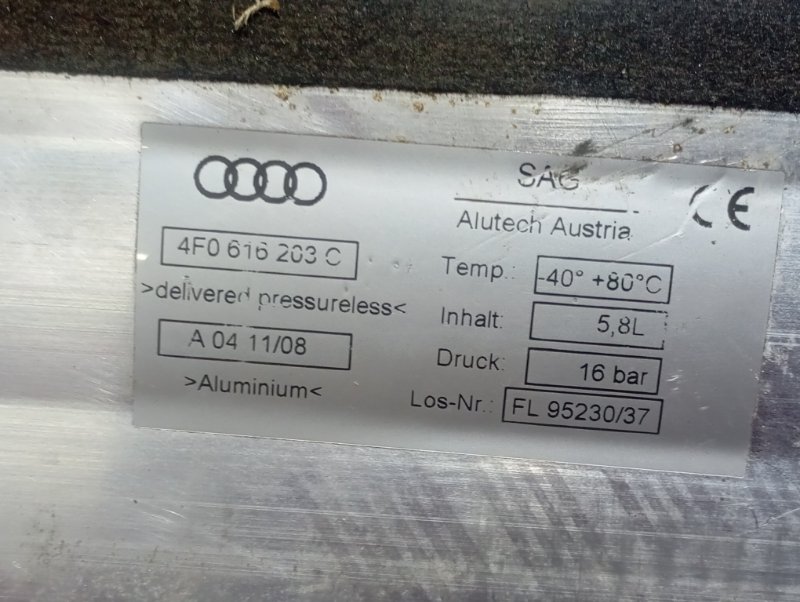 4F0 616 203 C
>delivered pressureless<
A 04 11/08
>Aluminium<
SAG
Alutech Austria
Temp.: -40° +80°C
Inhalt: 5,8L
Druck: 16 bar
Los-Nr.: FL 95230/37
CE